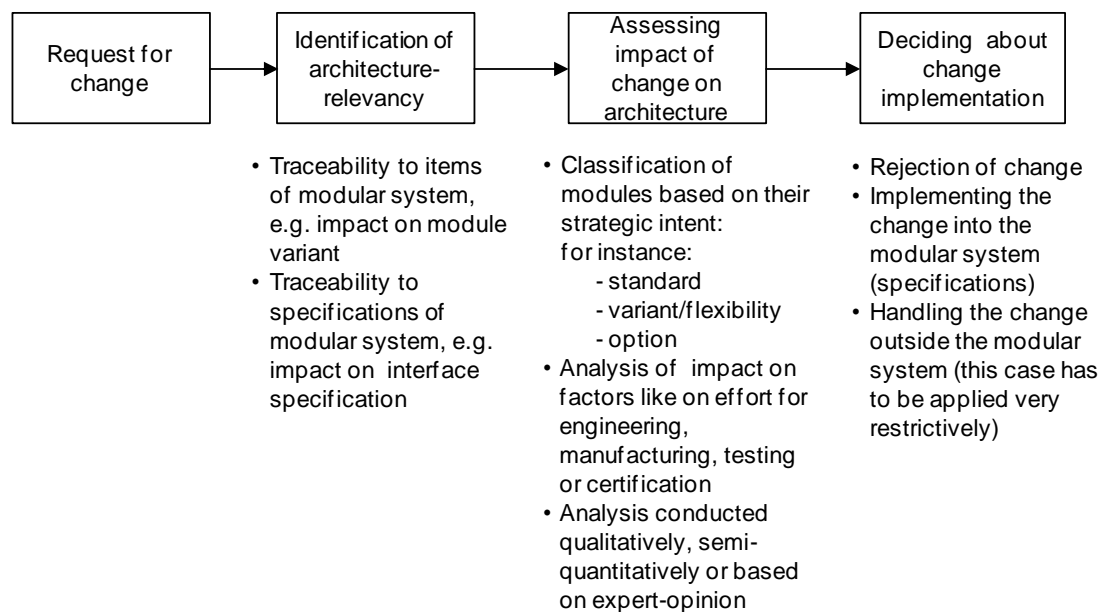 Request for
change
Identification of
architecture-
relevancy
Assessing
impact of
change on
architecture
Deciding about
change
implementation
• Traceability to items
of modular system,
e.g. impact on module
variant
• Traceability to
specifications of
modular system, e.g.
impact on interface
specification
• Classification of
modules based on their
strategic intent:
for instance:
- standard
- variant/flexibility
- option
• Analysis of impact on
factors like on effort for
engineering,
manufacturing, testing
or certification
• Analysis conducted
qualitatively, semi-
quantitatively or based
on expert-opinion
• Rejection of change
• Implementing the
change into the
modular system
(specifications)
• Handling the change
outside the modular
system (this case has
to be applied very
restrictively)